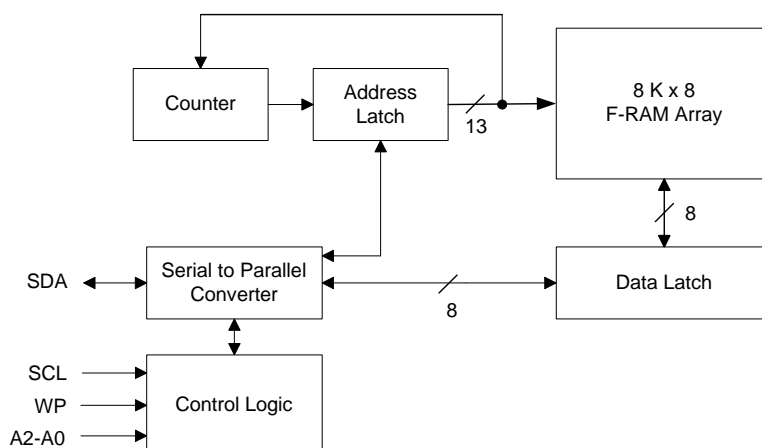 Counter
Address
Latch
13
8 K x 8
F-RAM Array
8
SDA
Serial to Parallel
Converter
8
Data Latch
SCL
WP
A2-A0
Control Logic